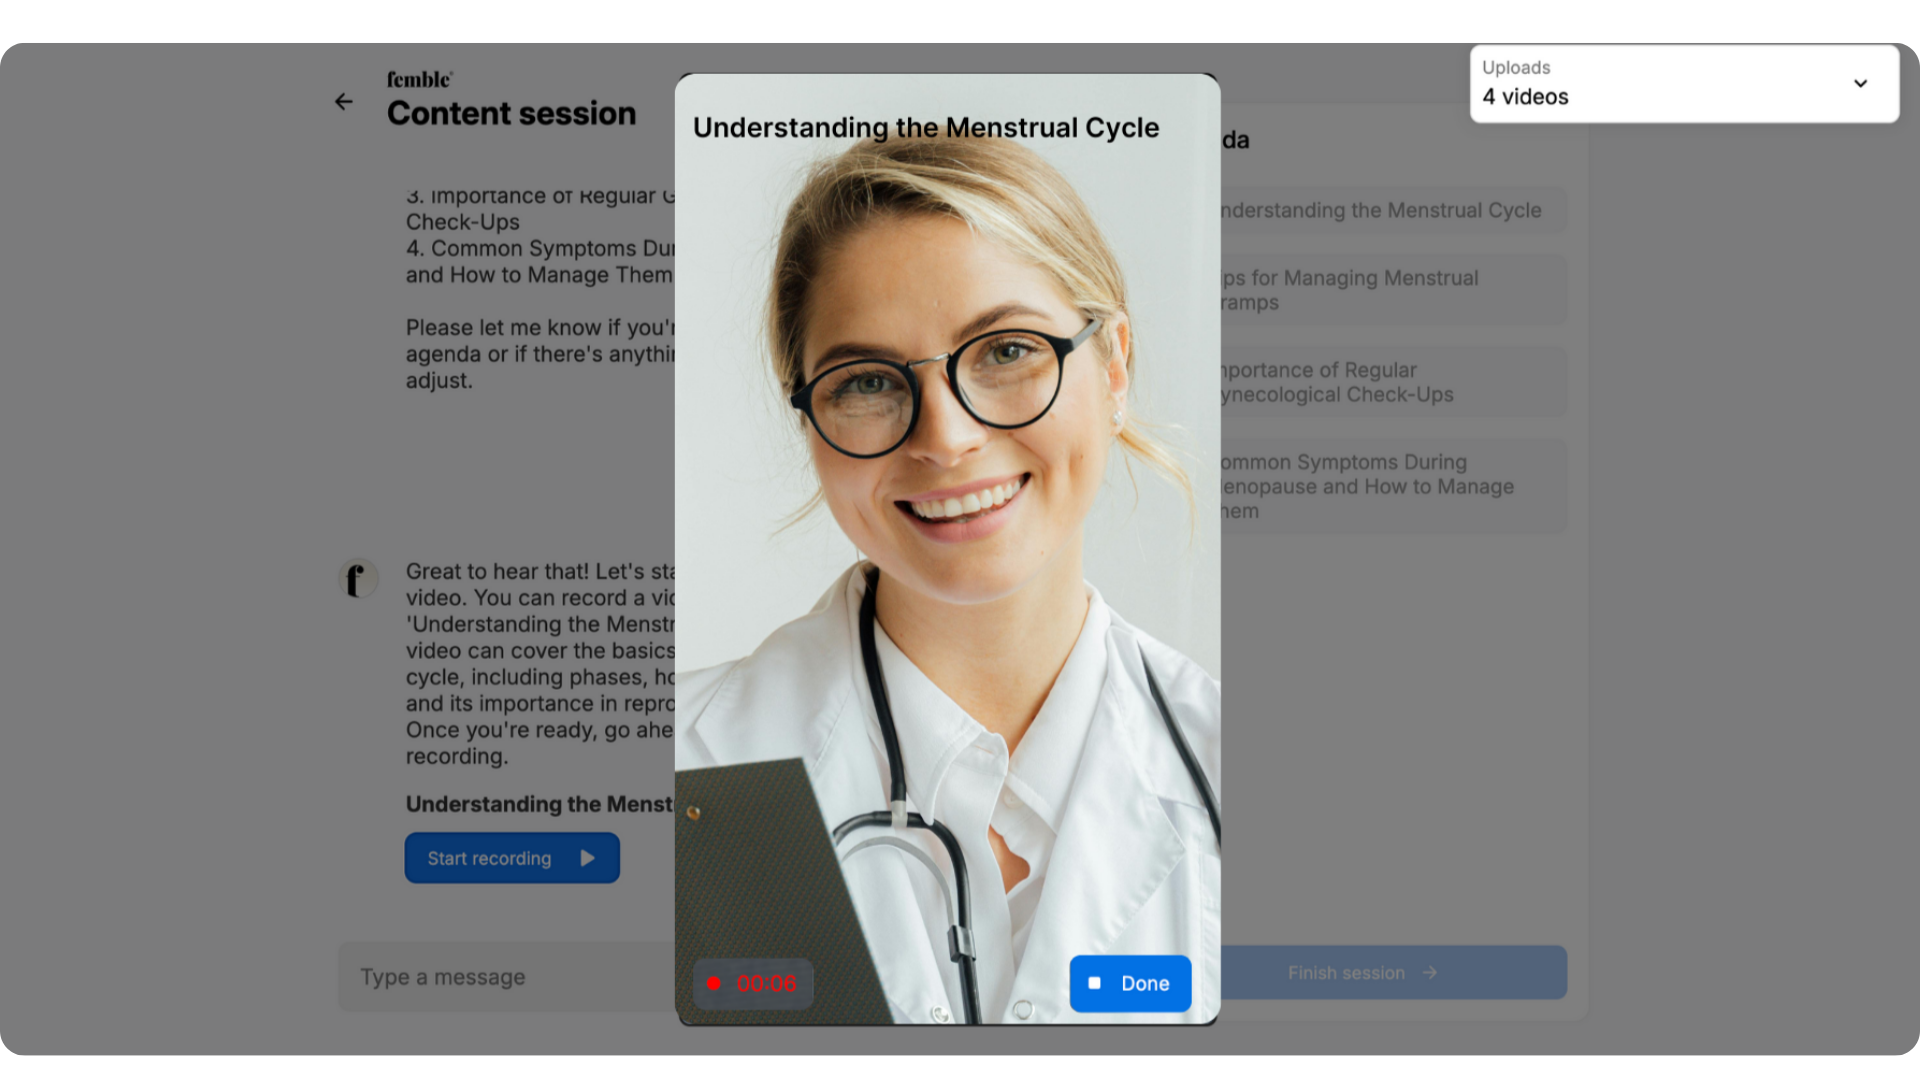 femble
Content session
3. Importance of Regular G
Check-Ups
4. Common Symptoms Du
and How to Manage Them
Please let me know if you'r
agenda or if there's anythi
adjust.
Great to hear that! Let's sta
video. You can record a vi
'Understanding the Menstr
video can cover the basics
cycle, including phases, ho
and its importance in repro
Once you're ready, go ahe
recording.
Understanding the Menst
Start recording
Type a message
Understanding the Menstrual Cycle
00:06
Done
Uploads
4 videos
da
nderstanding the Menstrual Cycle
ps for Managing Menstrual
ramps
portance of Regular
ynecological Check-Ups
ommon Symptoms During
enopause and How to Manage
hem
Finish session